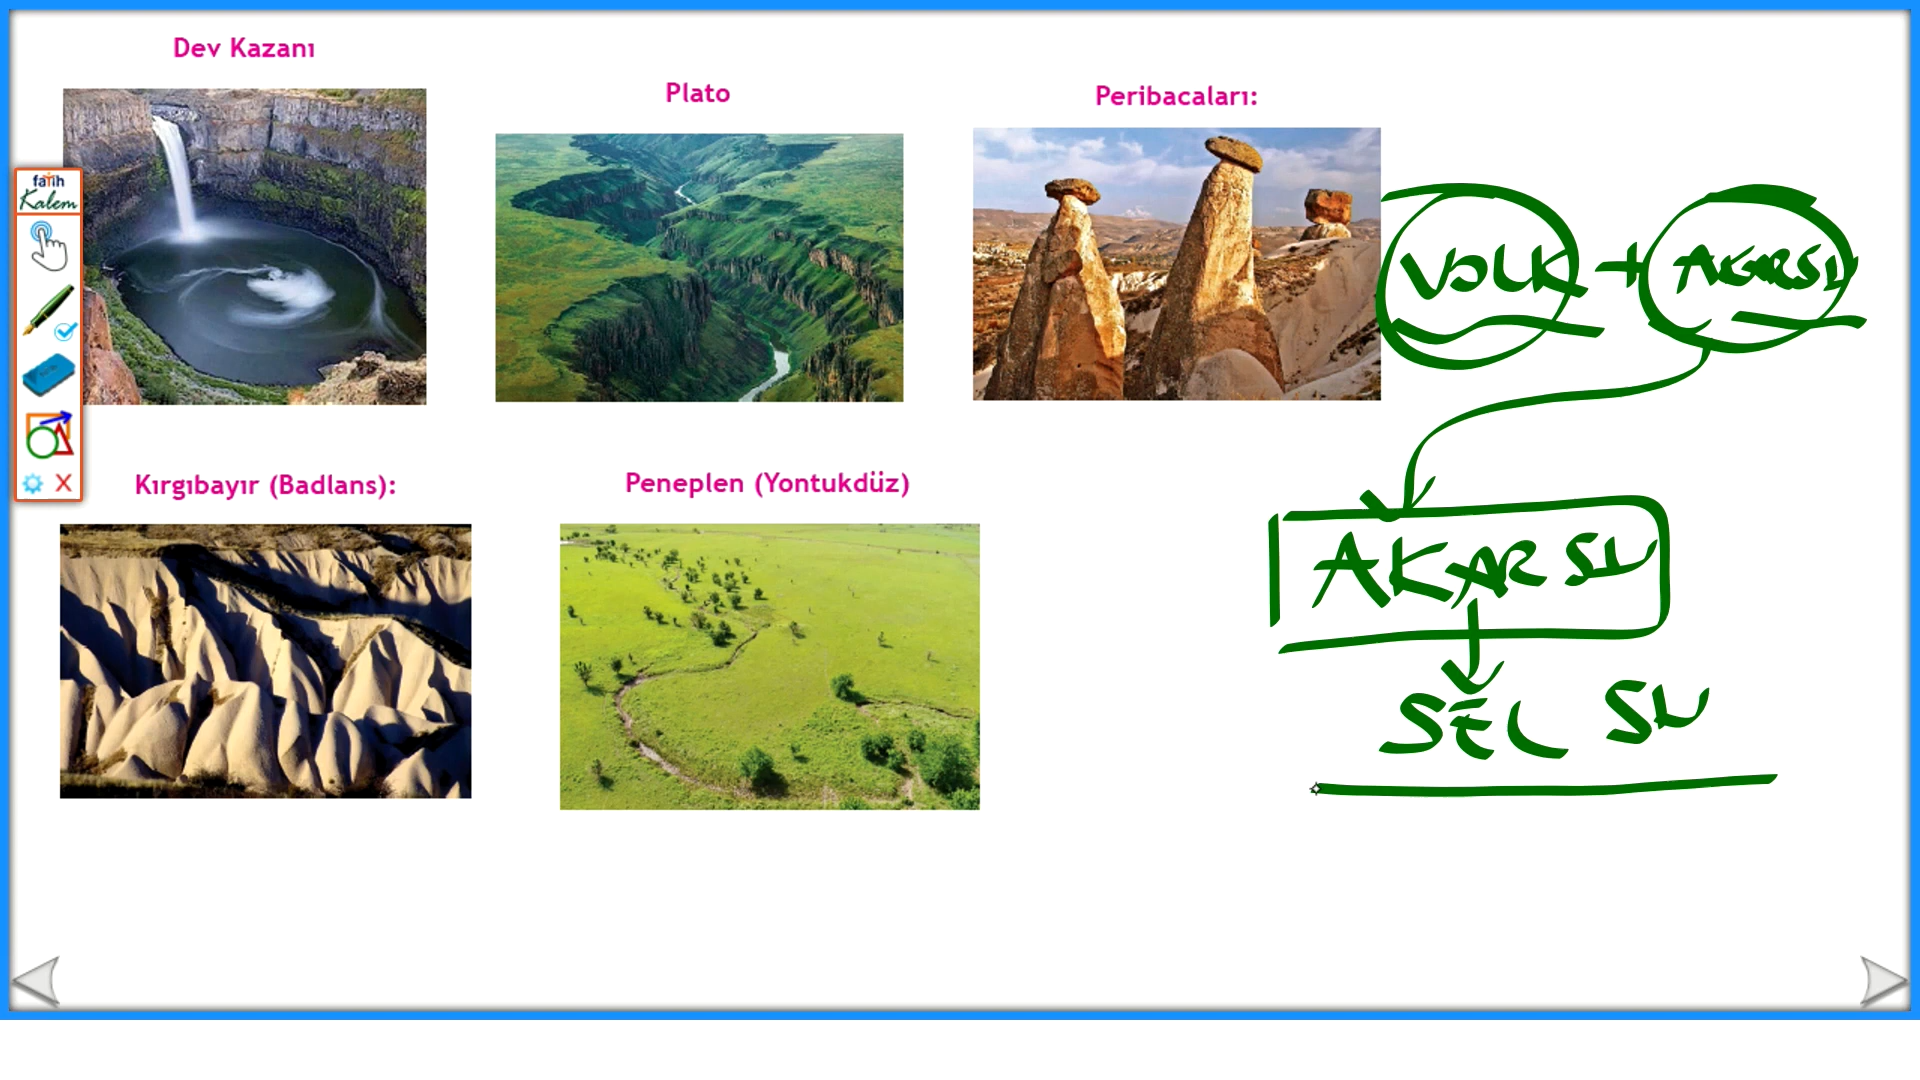 Dev Kazanı
Plato
Peribacaları:
fatih
Kalem
VOLK + AKARSU
Kırgıbayır (Badlans):
Peneplen (Yontukdüz)
AKARSU
SEL SU